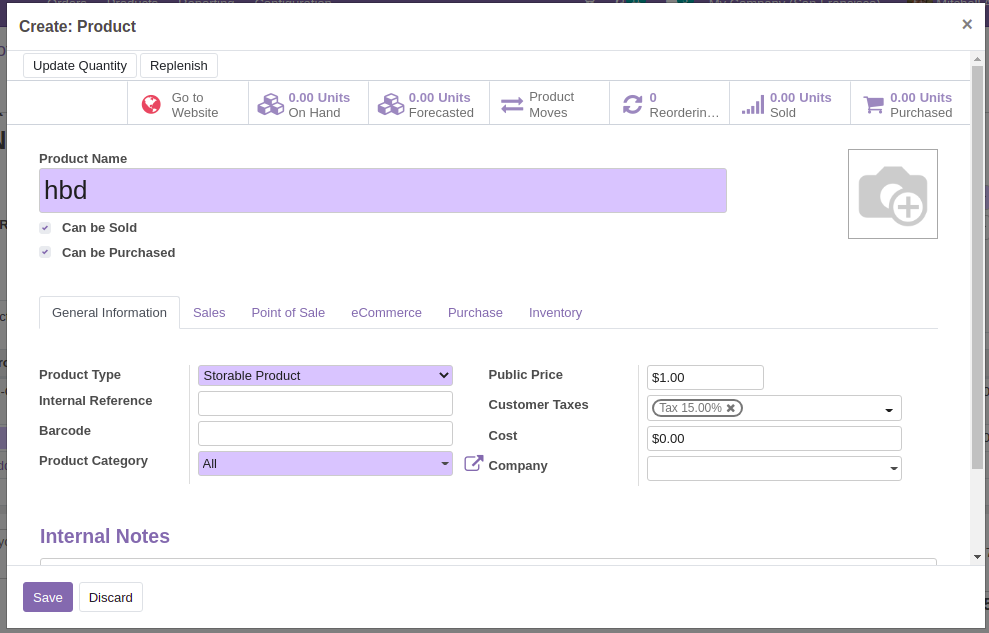 Create: Product ×
Update Quantity Replenish
Go to
Website
0.00 Units
On Hand
0.00 Units
Forecasted
Product
Moves
0
Reorderin…
0.00 Units
Sold
0.00 Units
Purchased
Product Name
hbd
Can be Sold
Can be Purchased
General Information Sales Point of Sale eCommerce Purchase Inventory
Product Type Storable Product
Internal Reference
Barcode
Product Category All
Public Price $1.00
Customer Taxes Tax 15.00%
Cost $0.00
Company
Internal Notes
Save Discard